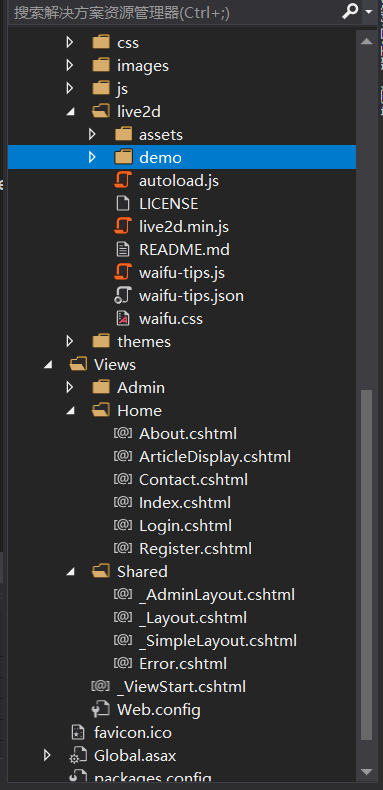 搜索解决方案资源管理器(Ctrl+;)
css
images
js
live2d
assets
demo
autoload.js
LICENSE
live2d.min.js
README.md
waifu-tips.js
waifu-tips.json
waifu.css
themes
Views
Admin
Home
About.cshtml
ArticleDisplay.cshtml
Contact.cshtml
Index.cshtml
Login.cshtml
Register.cshtml
Shared
_AdminLayout.cshtml
_Layout.cshtml
_SimpleLayout.cshtml
Error.cshtml
_ViewStart.cshtml
Web.config
favicon.ico
Global.asax
packages.config